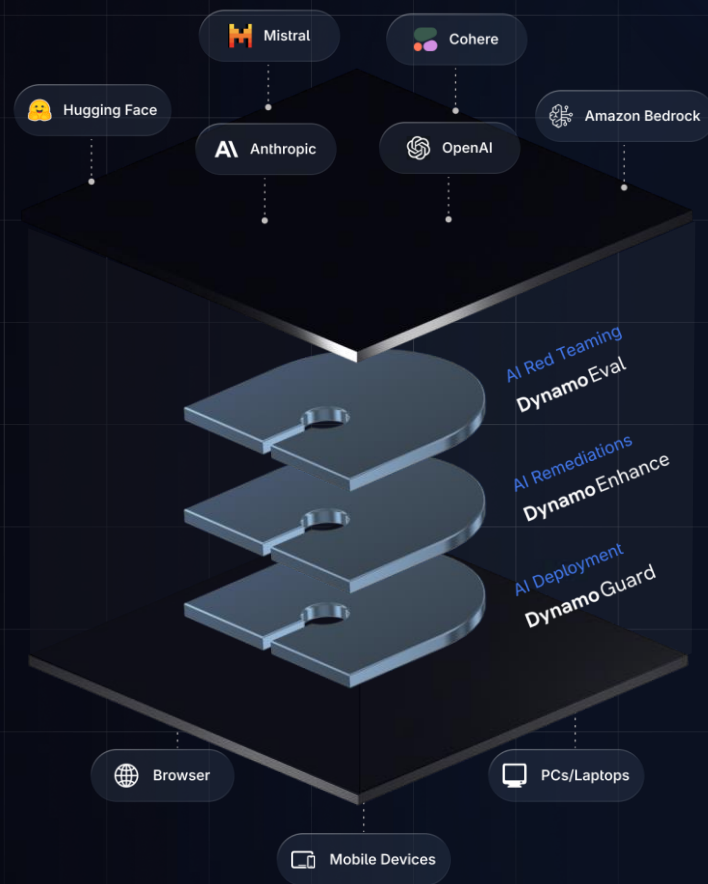 Mistral
Cohere
Hugging Face
Amazon Bedrock
Anthropic
OpenAI
AI Red Teaming
DynamoEval
AI Remediations
DynamoEnhance
AI Deployment
DynamoGuard
Browser
PCs/Laptops
Mobile Devices